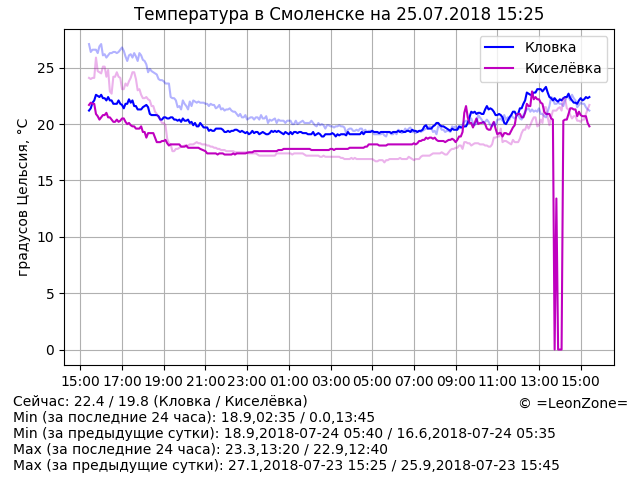 Температура в Смоленске на 25.07.2018 15:25
Кловка
Киселёвка
градусов Цельсия, °C
25
20
15
10
5
0
15:00 17:00 19:00 21:00 23:00 01:00 03:00 05:00 07:00 09:00 11:00 13:00 15:00
Сейчас: 22.4 / 19.8 (Кловка / Киселёвка)
© =LeonZone=
Min (за последние 24 часа): 18.9,02:35 / 0.0,13:45
Min (за предыдущие сутки): 18.9,2018-07-24 05:40 / 16.6,2018-07-24 05:35
Max (за последние 24 часа): 23.3,13:20 / 22.9,12:40
Max (за предыдущие сутки): 27.1,2018-07-23 15:25 / 25.9,2018-07-23 15:45